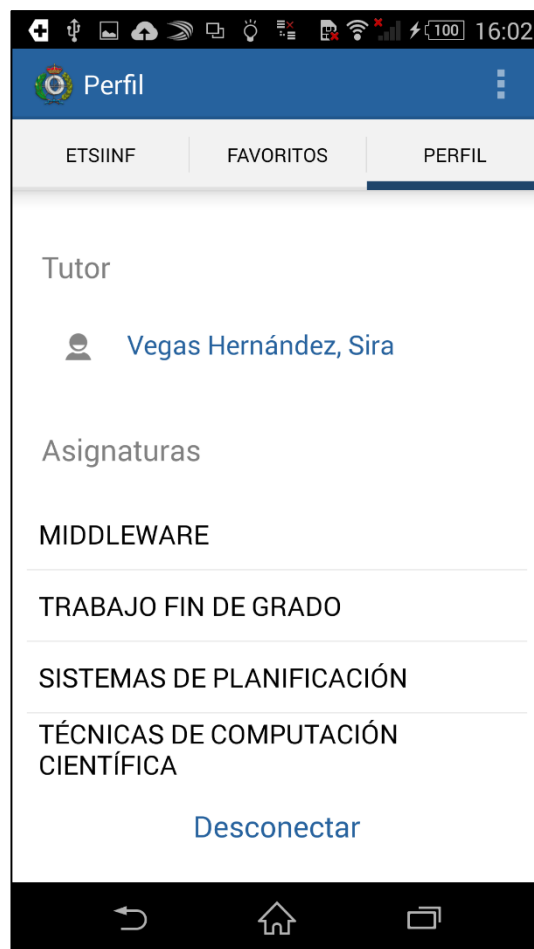 100 16:02
Perfil
ETSIINF FAVORITOS PERFIL
Tutor
Vegas Hernández, Sira
Asignaturas
MIDDLEWARE
TRABAJO FIN DE GRADO
SISTEMAS DE PLANIFICACIÓN
TÉCNICAS DE COMPUTACIÓN
CIENTÍFICA
Desconectar